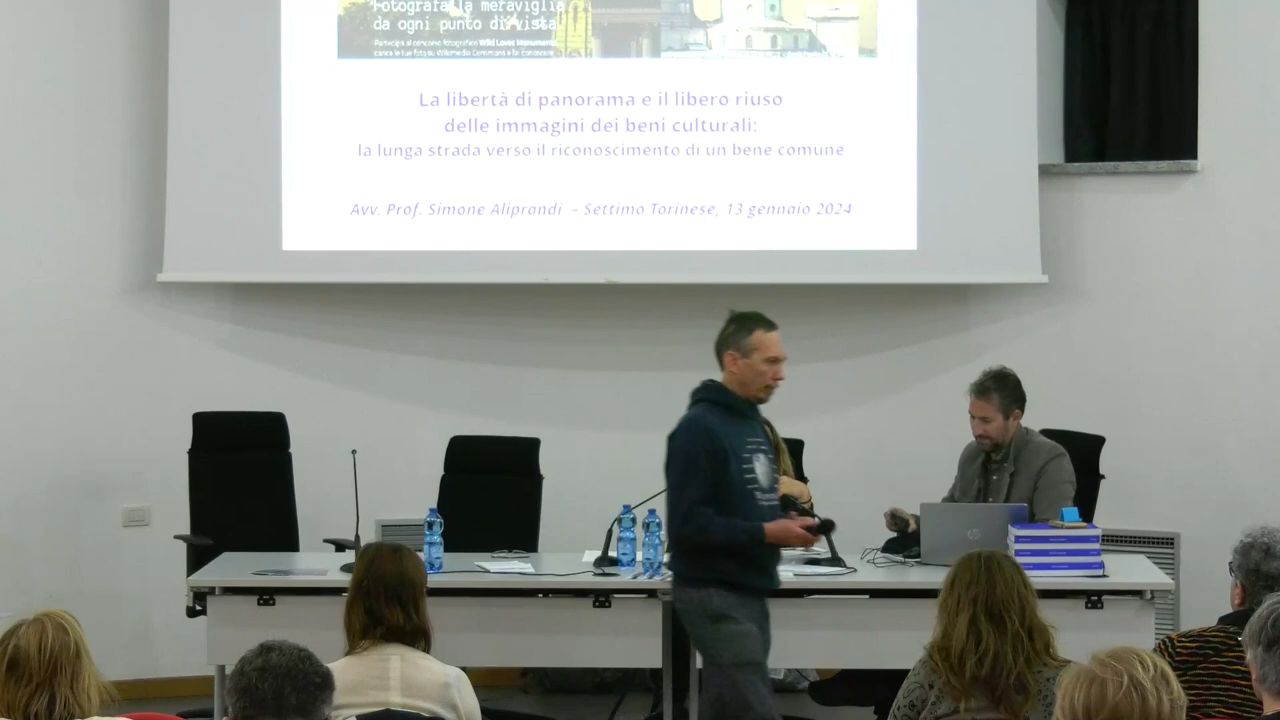 Fotografa la meraviglia
da ogni punto di vista
La libertà di panorama e il libero riuso
delle immagini dei beni culturali:
la lunga strada verso il riconoscimento di un bene comune
Avv. Prof. Simone Aliprandi – Settimo Torinese, 13 gennaio 2024
hp